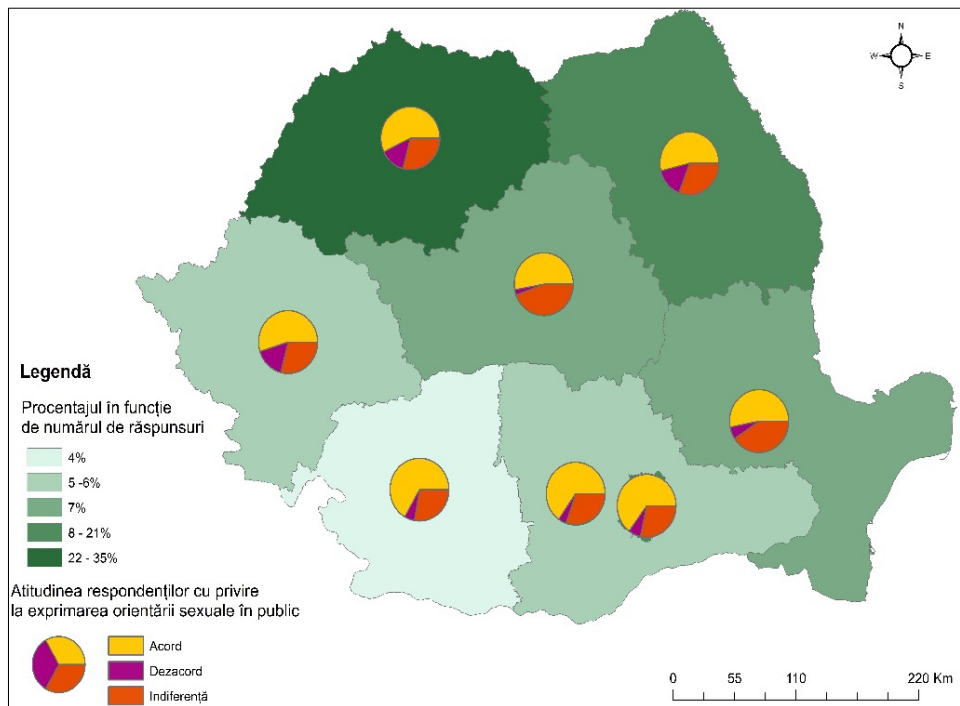 N
W E
S
Legendă
Procentajul în funcție
de numărul de răspunsuri
4%
5 -6%
7%
8 - 21%
22 - 35%
Atitudinea respondenților cu privire
la exprimarea orientării sexuale în public
Acord
Dezacord
Indiferență
0 55 110 220 Km